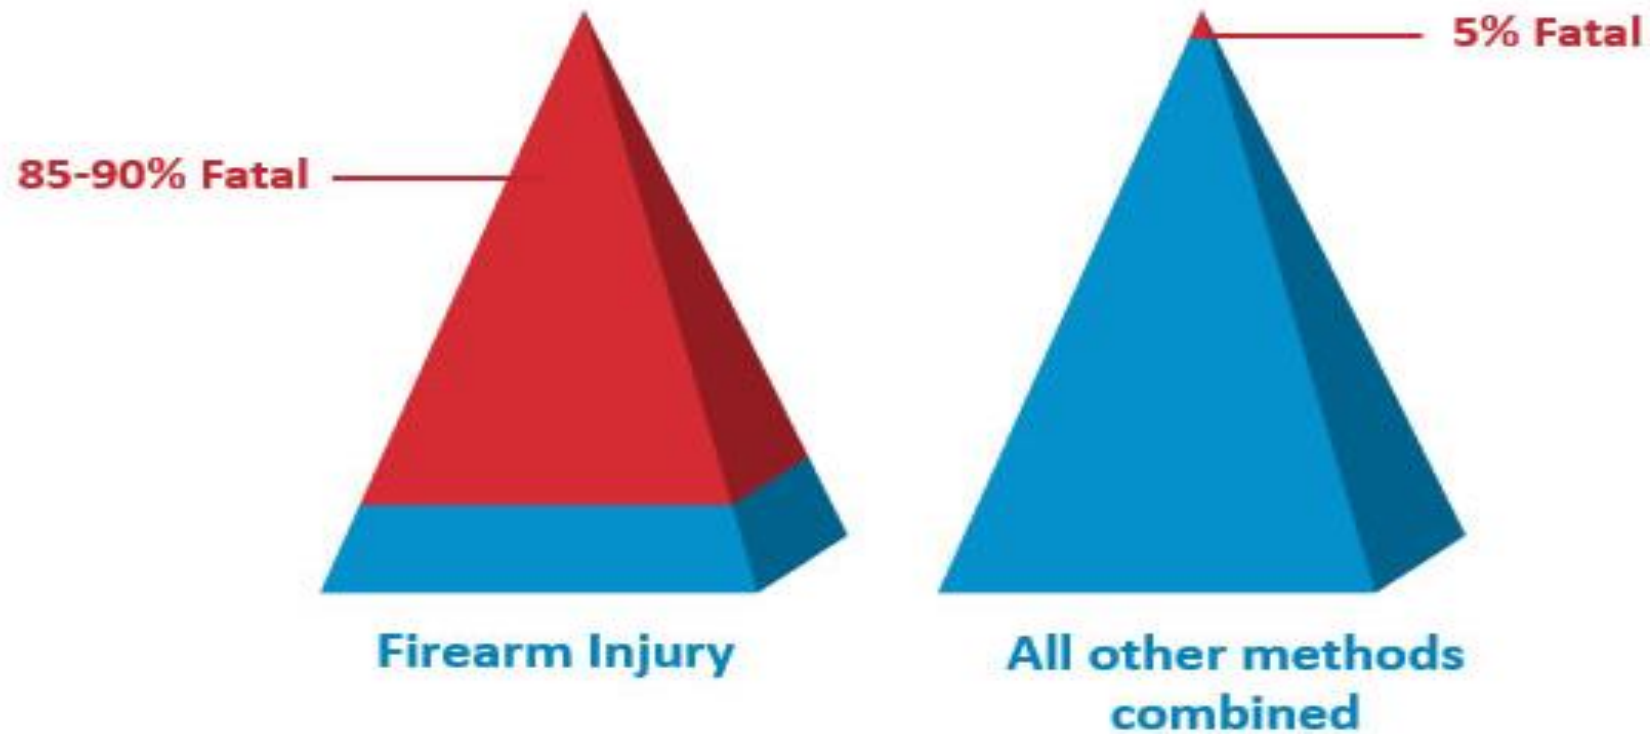 5% Fatal
85-90% Fatal
Firearm Injury
All other methods
combined